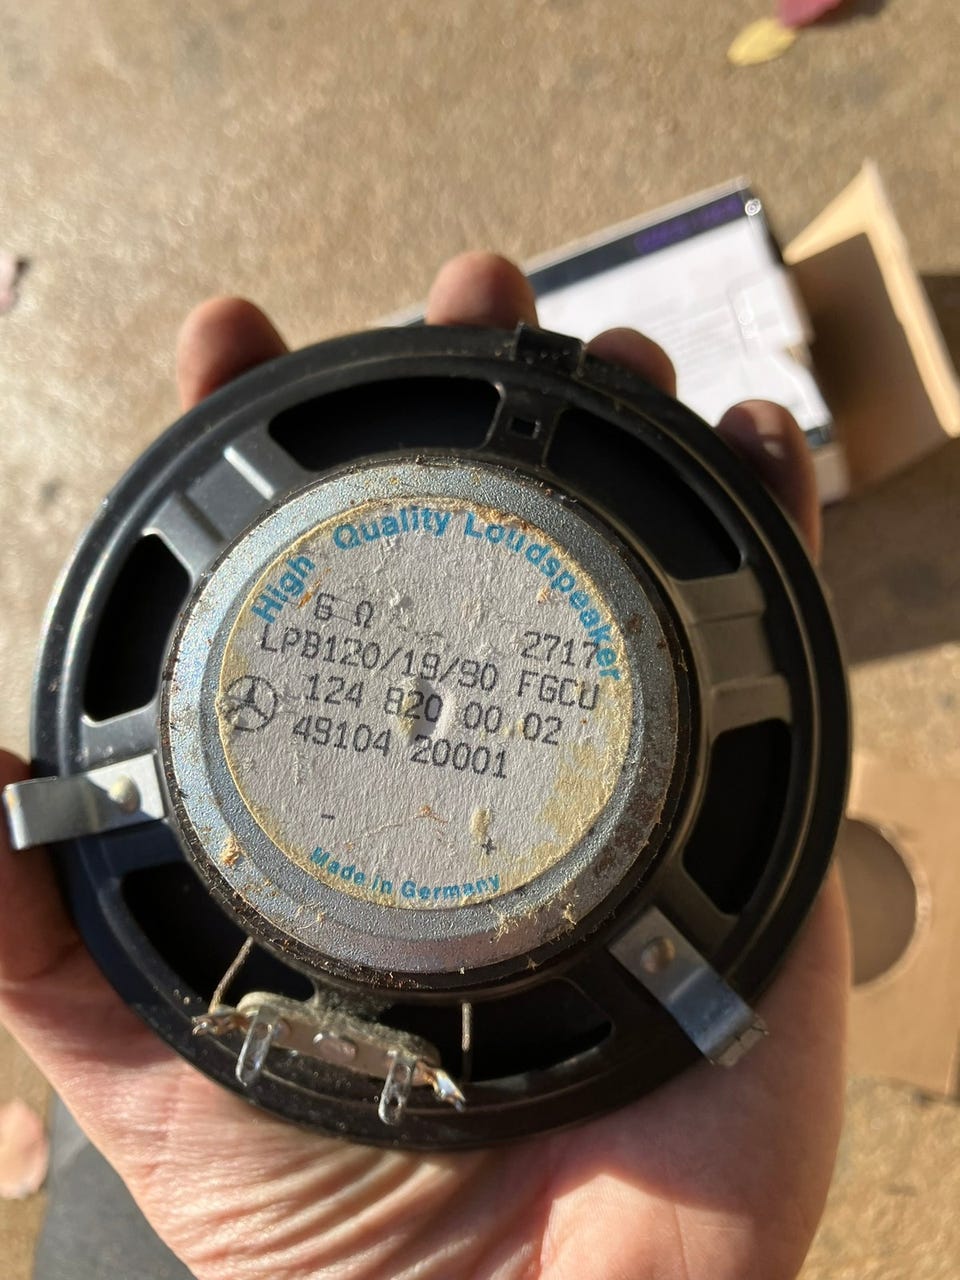 High Quality Loudspeaker
6 Ω 2717
LPB120/19/90 FGCU
124 820 00 02
49104 20001
- +
Made in Germany